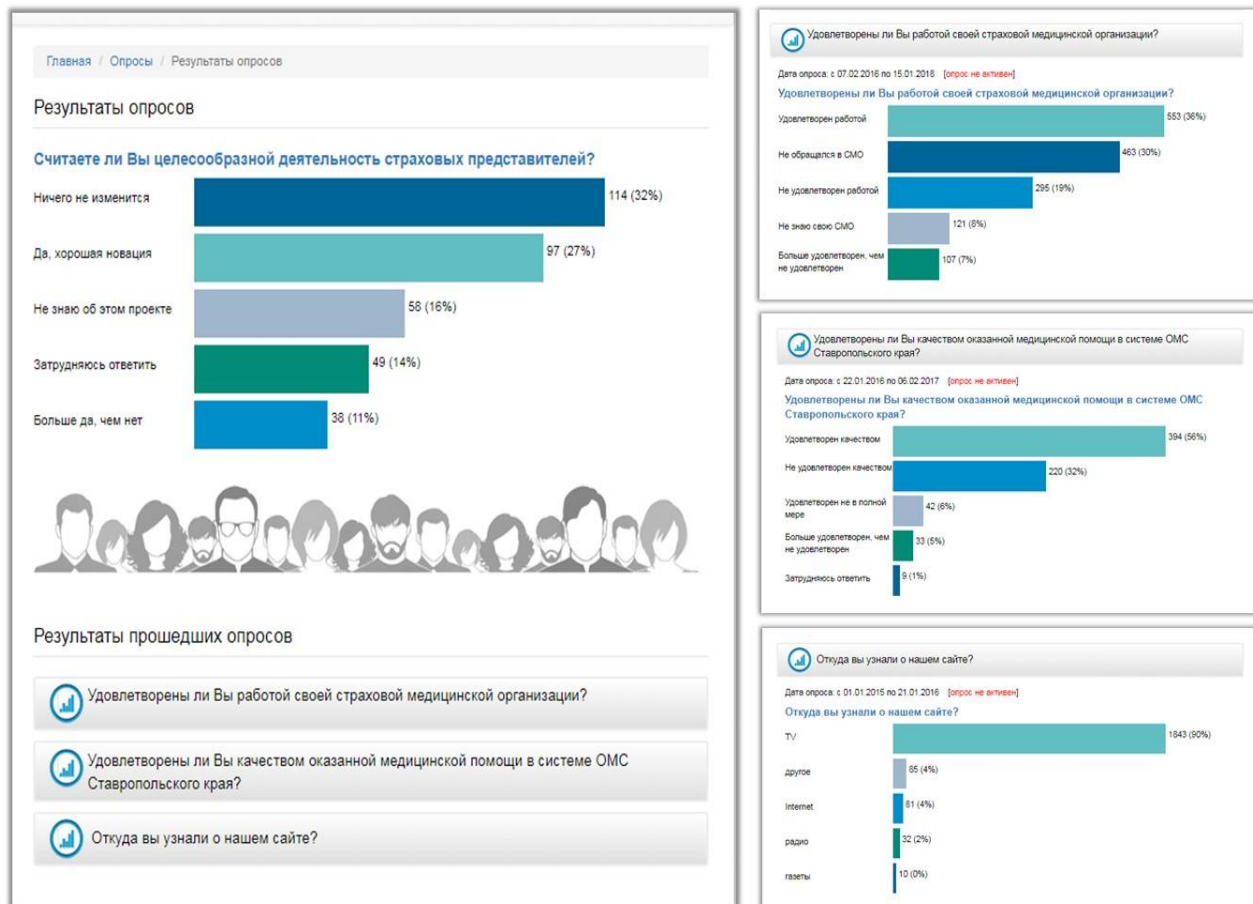 Главная / Опросы / Результаты опросов
Результаты опросов
Считаете ли Вы целесообразной деятельность страховых представителей?
Ничего не изменится 114 (32%)
Да, хорошая новация 97 (27%)
Не знаю об этом проекте 58 (16%)
Затрудняюсь ответить 49 (14%)
Больше да, чем нет 38 (11%)
Результаты прошедших опросов
Удовлетворены ли Вы работой своей страховой медицинской организации?
Удовлетворены ли Вы качеством оказанной медицинской помощи в системе ОМС
Ставропольского края?
Откуда вы узнали о нашем сайте?
Удовлетворены ли Вы работой своей страховой медицинской организации?
Дата опроса: с 07.02.2016 по 15.01.2018 [опрос не активен]
Удовлетворены ли Вы работой своей страховой медицинской организации?
Удовлетворен работой 553 (36%)
Не обращался в СМО 463 (30%)
Не удовлетворен работой 295 (19%)
Не знаю свою СМО 121 (8%)
Больше удовлетворен, чем
не удовлетворен 107 (7%)
Удовлетворены ли Вы качеством оказанной медицинской помощи в системе ОМС
Ставропольского края?
Дата опроса: с 22.01.2016 по 06.02.2017 [опрос не активен]
Удовлетворены ли Вы качеством оказанной медицинской помощи в системе ОМС
Ставропольского края?
Удовлетворен качеством 394 (56%)
Не удовлетворен качеством 220 (32%)
Удовлетворен не в полной
мере 42 (6%)
Больше удовлетворен, чем
не удовлетворен 33 (5%)
Затрудняюсь ответить 9 (1%)
Откуда вы узнали о нашем сайте?
Дата опроса: с 01.01.2015 по 21.01.2016 [опрос не активен]
Откуда вы узнали о нашем сайте?
TV 1843 (90%)
другое 85 (4%)
Internet 81 (4%)
радио 32 (2%)
газеты 10 (0%)